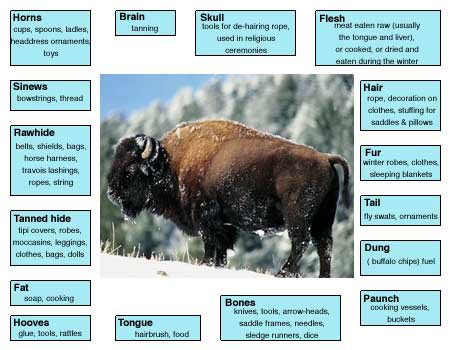 Horns
cups, spoons, ladles,
headdress ornaments,
toys
Brain
tanning
Skull
tools for de-hairing rope,
used in religious
ceremonies
Flesh
meat eaten raw (usually
the tongue and liver),
or cooked, or dried and
eaten during the winter
Sinews
bowstrings, thread
Hair
rope, decoration on
clothes, stuffing for
saddles & pillows
Rawhide
belts, shields, bags,
horse harness,
travois lashings,
ropes, string
Fur
winter robes, clothes,
sleeping blankets
Tail
fly swats, ornaments
Tanned hide
tipi covers, robes,
moccasins, leggings,
clothes, bags, dolls
Dung
( buffalo chips) fuel
Fat
soap, cooking
Bones
knives, tools, arrow-heads,
saddle frames, needles,
sledge runners, dice
Paunch
cooking vessels,
buckets
Hooves
glue, tools, rattles
Tongue
hairbrush, food